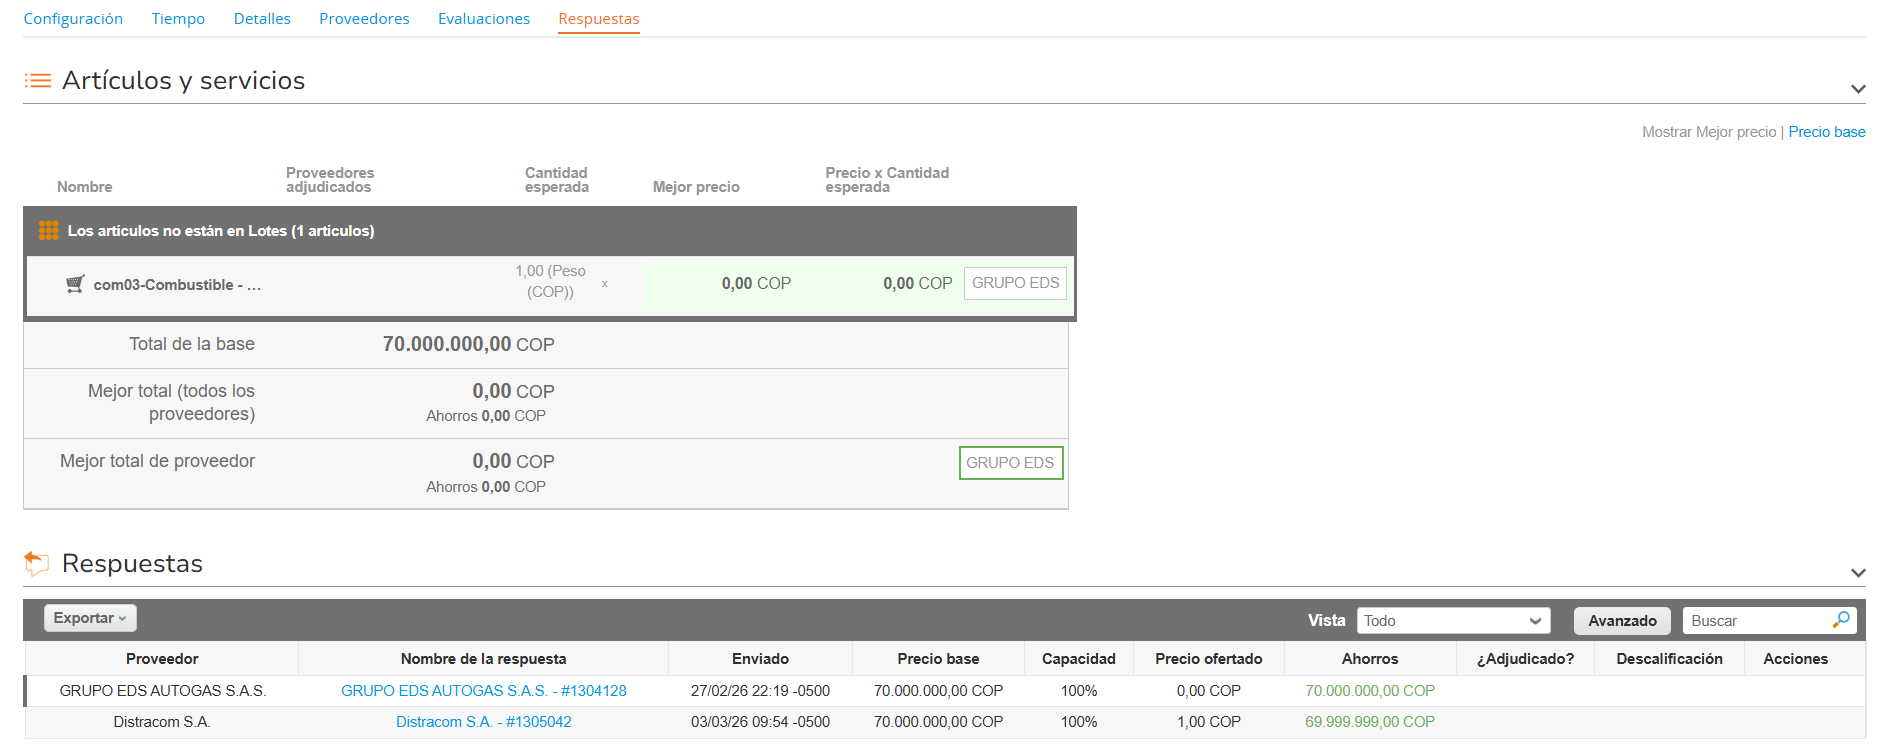 Configuración Tiempo Detalles Proveedores Evaluaciones Respuestas
Artículos y servicios
Mostrar Mejor precio | Precio base
Nombre Proveedores adjudicados Cantidad esperada Mejor precio Precio x Cantidad esperada
Los artículos no están en Lotes (1 artículos)
com03-Combustible - ... 1,00 (Peso (COP)) x 0,00 COP 0,00 COP GRUPO EDS
Total de la base 70.000.000,00 COP
Mejor total (todos los proveedores) 0,00 COP
Ahorros 0,00 COP
Mejor total de proveedor 0,00 COP GRUPO EDS
Ahorros 0,00 COP
Respuestas
Exportar Vista Todo Avanzado Buscar
Proveedor Nombre de la respuesta Enviado Precio base Capacidad Precio ofertado Ahorros ¿Adjudicado? Descalificación Acciones
GRUPO EDS AUTOGAS S.A.S. GRUPO EDS AUTOGAS S.A.S. - #1304128 27/02/26 22:19 -0500 70.000.000,00 COP 100% 0,00 COP 70.000.000,00 COP
Distracom S.A. Distracom S.A. - #1305042 03/03/26 09:54 -0500 70.000.000,00 COP 100% 1,00 COP 69.999.999,00 COP